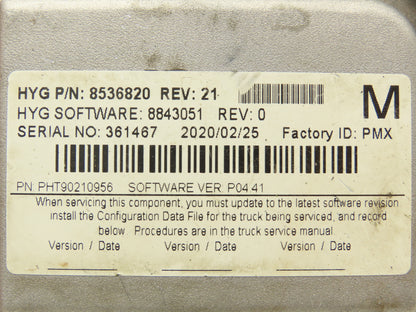 HYG P/N: 8536820 REV: 21
M
HYG SOFTWARE: 8843051 REV: 0
SERIAL NO: 361467 2020/02/25 Factory ID: PMX
PN: PHT90210956 SOFTWARE VER P04.41
When servicing this component, you must update to the latest software revision
install the Configuration Data File for the truck being serviced, and record
below Procedures are in the truck service manual
Version / Date Version / Date Version / Date